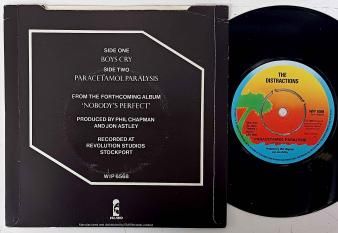 SIDE ONE
BOYS CRY
SIDE TWO
PARACETAMOL PARALYSIS
FROM THE FORTHCOMING ALBUM
'NOBODY'S PERFECT'
PRODUCED BY PHIL CHAPMAN
AND JON ASTLEY
RECORDED AT
REVOLUTION STUDIOS
STOCKPORT
WIP 6568
ISLAND
THE
DISTRACTIONS
WIP 6568
PARACETAMOL PARALYSIS